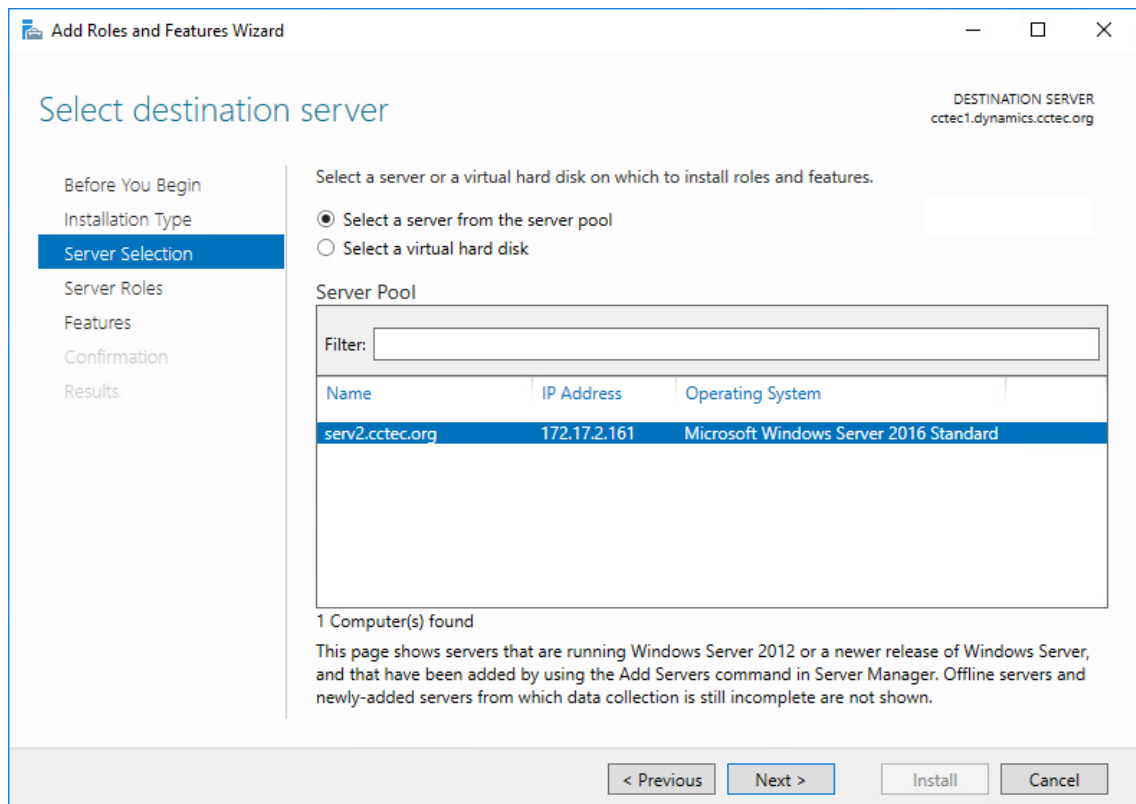 Add Roles and Features Wizard
Select destination server
DESTINATION SERVER
cctec1.dynamics.cctec.org
Before You Begin
Installation Type
Server Selection
Server Roles
Features
Confirmation
Results
Select a server or a virtual hard disk on which to install roles and features.
Select a server from the server pool
Select a virtual hard disk
Server Pool
Filter:
Name IP Address Operating System
serv2.cctec.org 172.17.2.161 Microsoft Windows Server 2016 Standard
1 Computer(s) found
This page shows servers that are running Windows Server 2012 or a newer release of Windows Server,
and that have been added by using the Add Servers command in Server Manager. Offline servers and
newly-added servers from which data collection is still incomplete are not shown.
< Previous Next > Install Cancel